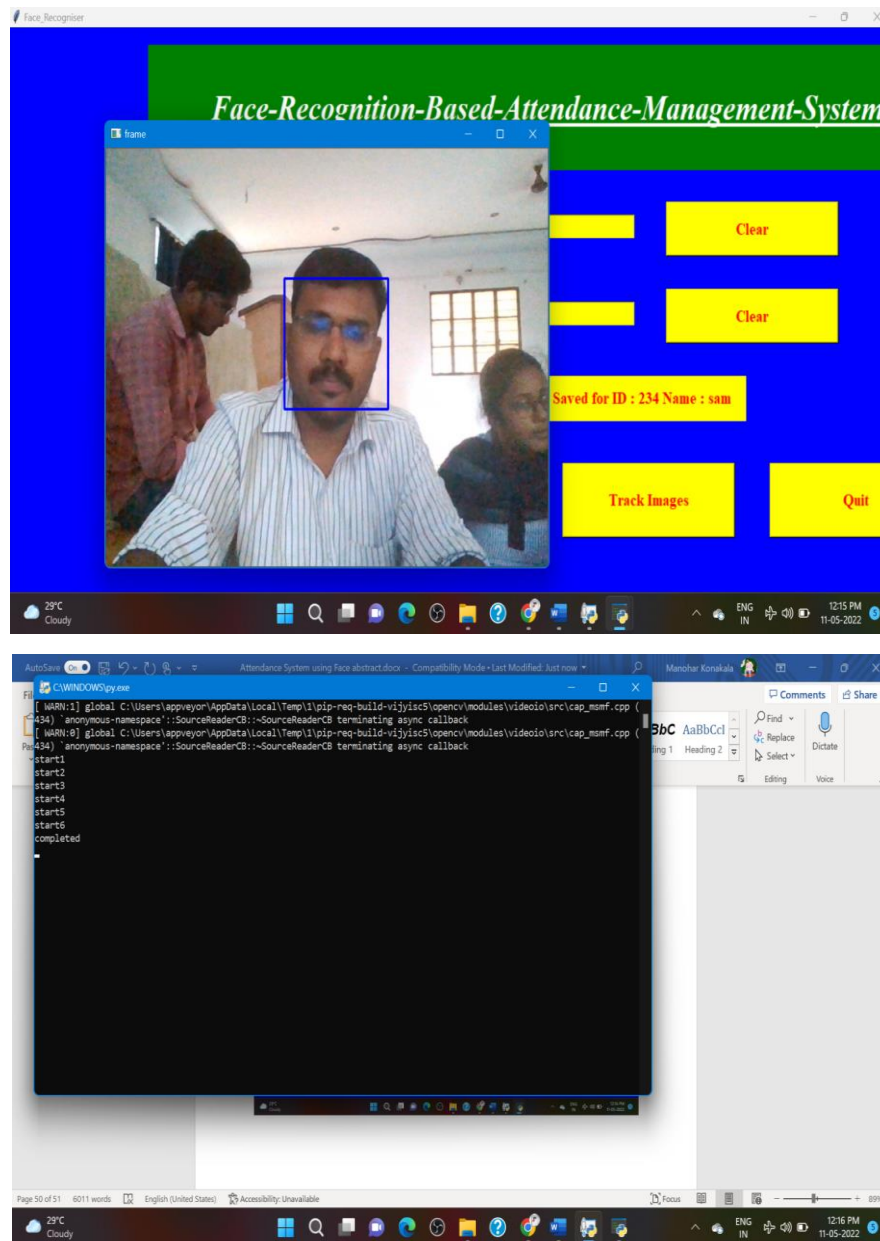 Face_Recogniser
Face-Recognition-Based-Attendance-Management-System
frame
Clear
Clear
Saved for ID : 234 Name : sam
Track Images
Quit
29°C
Cloudy
ENG
IN
12:15 PM
11-05-2022
5
AutoSave On
Attendance System using Face abstract.docx - Compatibility Mode • Last Modified: Just now
Manohar Konakala
C:\WINDOWS\py.exe
Comments
Share
[ WARN:1] global C:\Users\appveyor\AppData\Local\Temp\1\pip-req-build-vijyisc5\opencv\modules\videoio\src\cap_msmf.cpp (
434) `anonymous-namespace'::SourceReaderCB::~SourceReaderCB terminating async callback
[ WARN:0] global C:\Users\appveyor\AppData\Local\Temp\1\pip-req-build-vijyisc5\opencv\modules\videoio\src\cap_msmf.cpp (
434) `anonymous-namespace'::SourceReaderCB::~SourceReaderCB terminating async callback
start1
start2
start3
start4
start5
start6
completed
BbC AaBbCcI
ding 1 Heading 2
Find
Replace
Select
Editing
Dictate
Voice
Page 50 of 51 6011 words English (United States) Accessibility: Unavailable
Focus
89%
29°C
Cloudy
ENG
IN
12:16 PM
11-05-2022
5